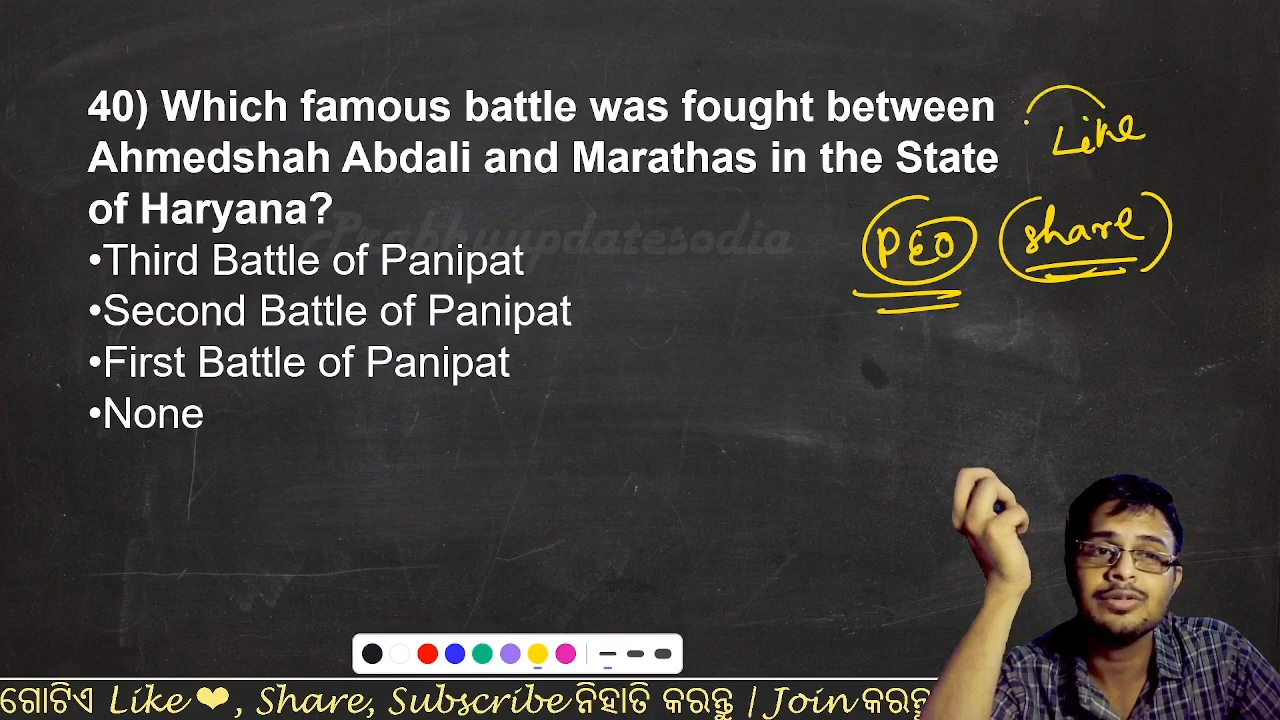 40) Which famous battle was fought between
Ahmedshah Abdali and Marathas in the State
of Haryana?
•Third Battle of Panipat
•Second Battle of Panipat
•First Battle of Panipat
•None
Like
PEO (share)
Prabhuupdatesodia
ଗୋଟିଏ Like ❤, Share, Subscribe ନିହାତି କରନ୍ତୁ | Join କରନ୍ତୁ